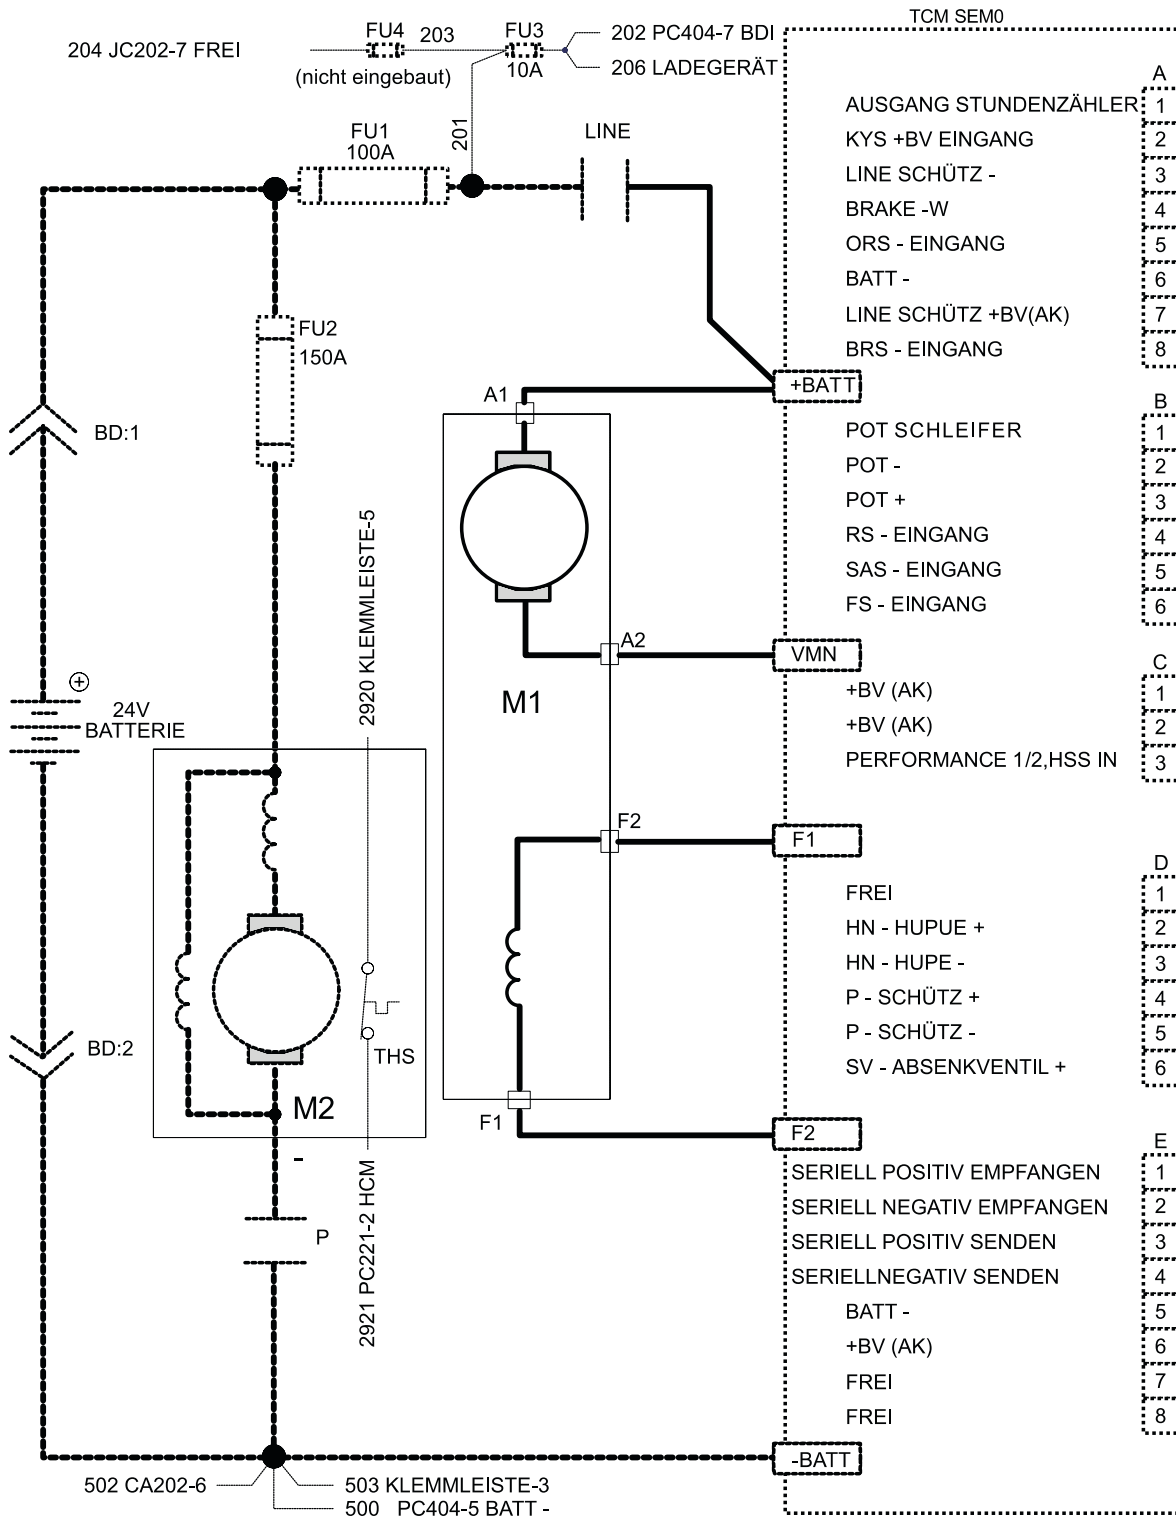 TCM SEM0
204 JC202-7 FREI
FU4
203
FU3
202 PC404-7 BDI
(nicht eingebaut)
10A
206 LADEGERÄT
201
FU1
100A
LINE
FU2
150A
BD:1
24V
BATTERIE
BD:2
2920 KLEMMLEISTE-5
THS
M2
-
P
2921 PC221-2 HCM
A1
A2
M1
F2
F1
502 CA202-6
503 KLEMMLEISTE-3
500 PC404-5 BATT -
A
AUSGANG STUNDENZÄHLER 1
KYS +BV EINGANG 2
LINE SCHÜTZ - 3
BRAKE -W 4
ORS - EINGANG 5
BATT - 6
LINE SCHÜTZ +BV(AK) 7
BRS - EINGANG 8
+BATT
B
POT SCHLEIFER 1
POT - 2
POT + 3
RS - EINGANG 4
SAS - EINGANG 5
FS - EINGANG 6
VMN
C
+BV (AK) 1
+BV (AK) 2
PERFORMANCE 1/2,HSS IN 3
F1
D
FREI 1
HN - HUPUE + 2
HN - HUPE - 3
P - SCHÜTZ + 4
P - SCHÜTZ - 5
SV - ABSENKVENTIL + 6
F2
E
SERIELL POSITIV EMPFANGEN 1
SERIELL NEGATIV EMPFANGEN 2
SERIELL POSITIV SENDEN 3
SERIELLNEGATIV SENDEN 4
BATT - 5
+BV (AK) 6
FREI 7
FREI 8
-BATT